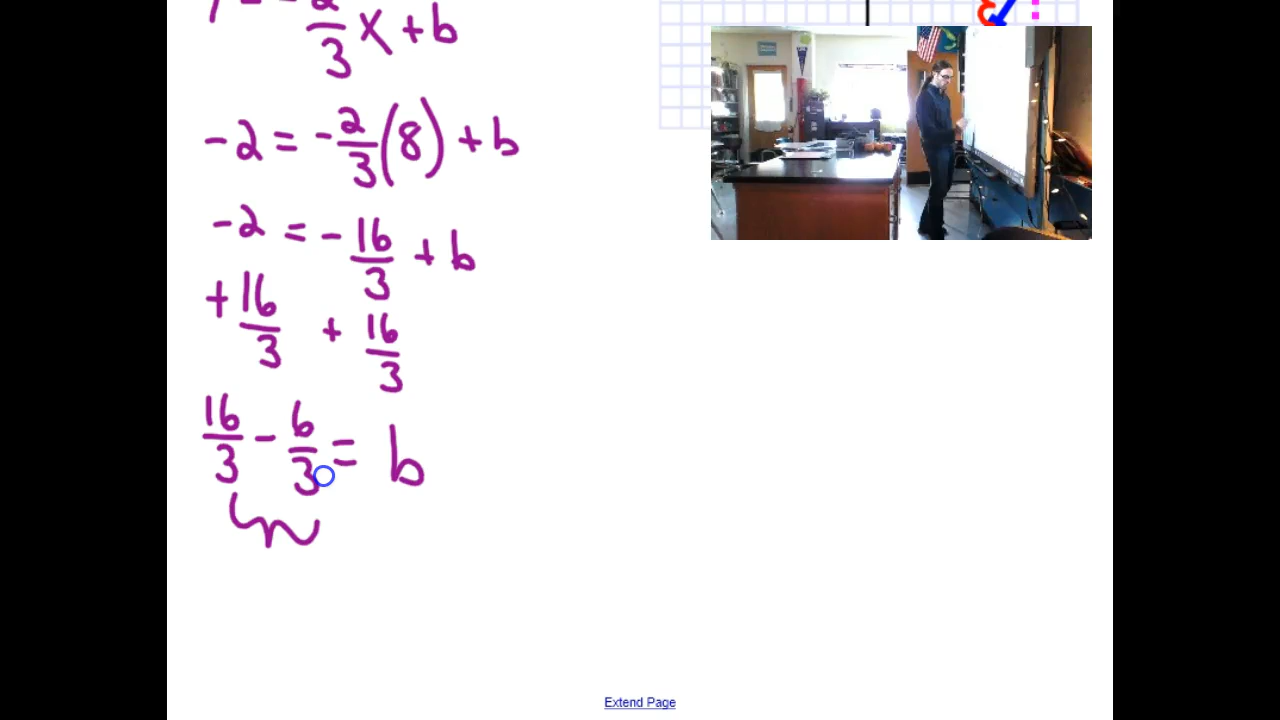 y = -2/3 x + b
-2 = -2/3 (8) + b
-2 = -16/3 + b
+16/3 + 16/3
16/3 - 6/3 = b
Extend Page